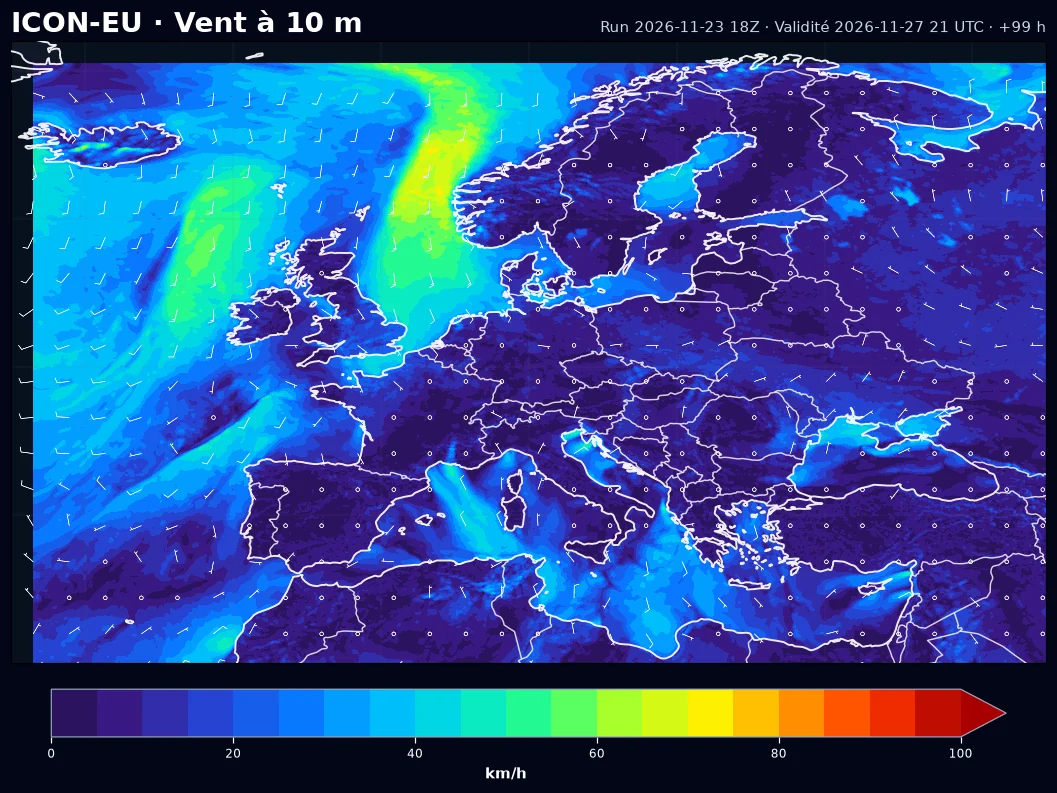 ICON-EU · Vent à 10 m
Run 2026-11-23 18Z · Validité 2026-11-27 21 UTC · +99 h
0 20 40 60 80 100
km/h